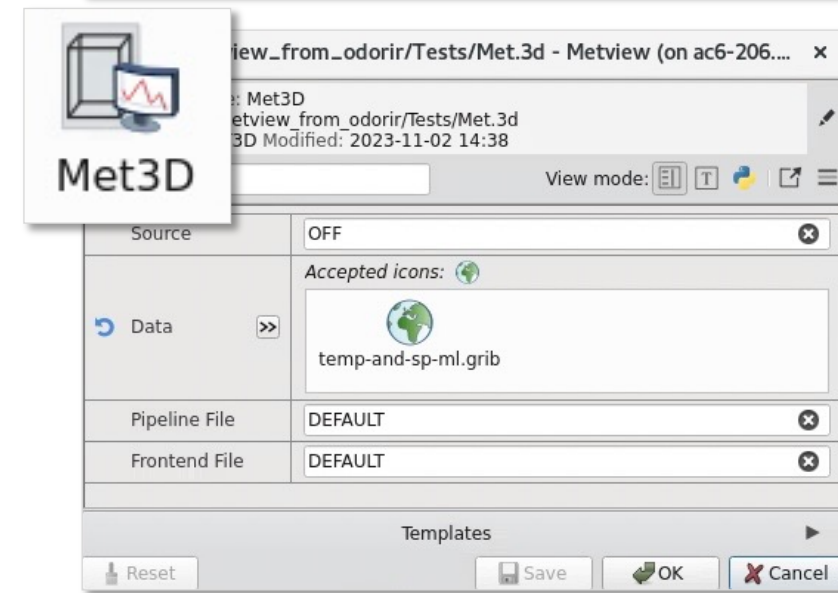 Met3D
iew_from_odorir/Tests/Met.3d - Metview (on ac6-206.... ×
: Met3D
etview_from_odorir/Tests/Met.3d
3D Modified: 2023-11-02 14:38
View mode: T
Source OFF
Accepted icons:
Data >>
temp-and-sp-ml.grib
Pipeline File DEFAULT
Frontend File DEFAULT
Templates
Reset Save OK Cancel